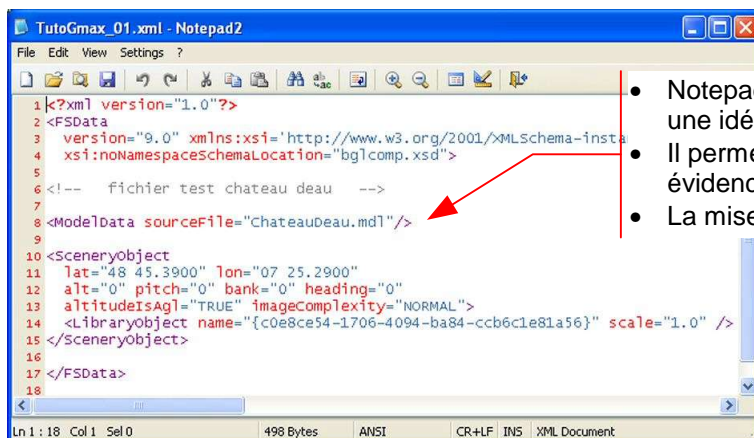 TutoGmax_01.xml - Notepad2
File Edit View Settings ?
1 <?xml version="1.0"?>
2 <FSData
3 version="9.0" xmlns:xsi='http://www.w3.org/2001/XMLSchema-insta
4 xsi:noNamespaceSchemaLocation="bglcomp.xsd">
5
6 <!-- fichier test chateau deau -->
7
8 <ModelData sourceFile="ChateauDeau.mdl"/>
9
10 <SceneryObject
11 lat="48 45.3900" lon="07 25.2900"
12 alt="0" pitch="0" bank="0" heading="0"
13 altitudeIsAgl="TRUE" imageComplexity="NORMAL">
14 <LibraryObject name="{c0e8ce54-1706-4094-ba84-ccb6c1e81a56}" scale="1.0" />
15 </SceneryObject>
16
17 </FSData>
18
Ln 1 : 18 Col 1 Sel 0 498 Bytes ANSI CR+LF INS XML Document
• Notepad
une idé
• Il perme
évidenc
• La mise